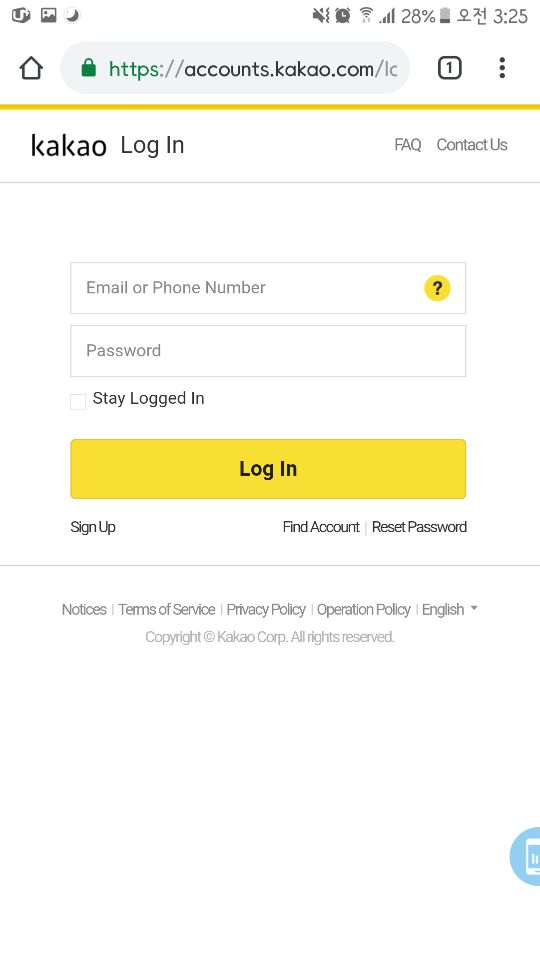 28% 오전 3:25
https://accounts.kakao.com/lc
1
kakao Log In FAQ Contact Us
Email or Phone Number ?
Password
Stay Logged In
Log In
Sign Up Find Account | Reset Password
Notices | Terms of Service | Privacy Policy | Operation Policy | English
Copyright © Kakao Corp. All rights reserved.